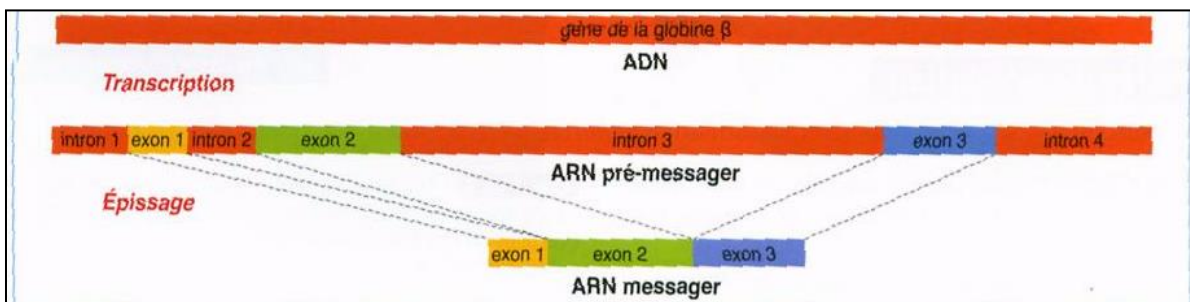 gène de la globine β
ADN
Transcription
intron 1 exon 1 intron 2 exon 2 intron 3 exon 3 intron 4
ARN pré-messager
Épissage
exon 1 exon 2 exon 3
ARN messager